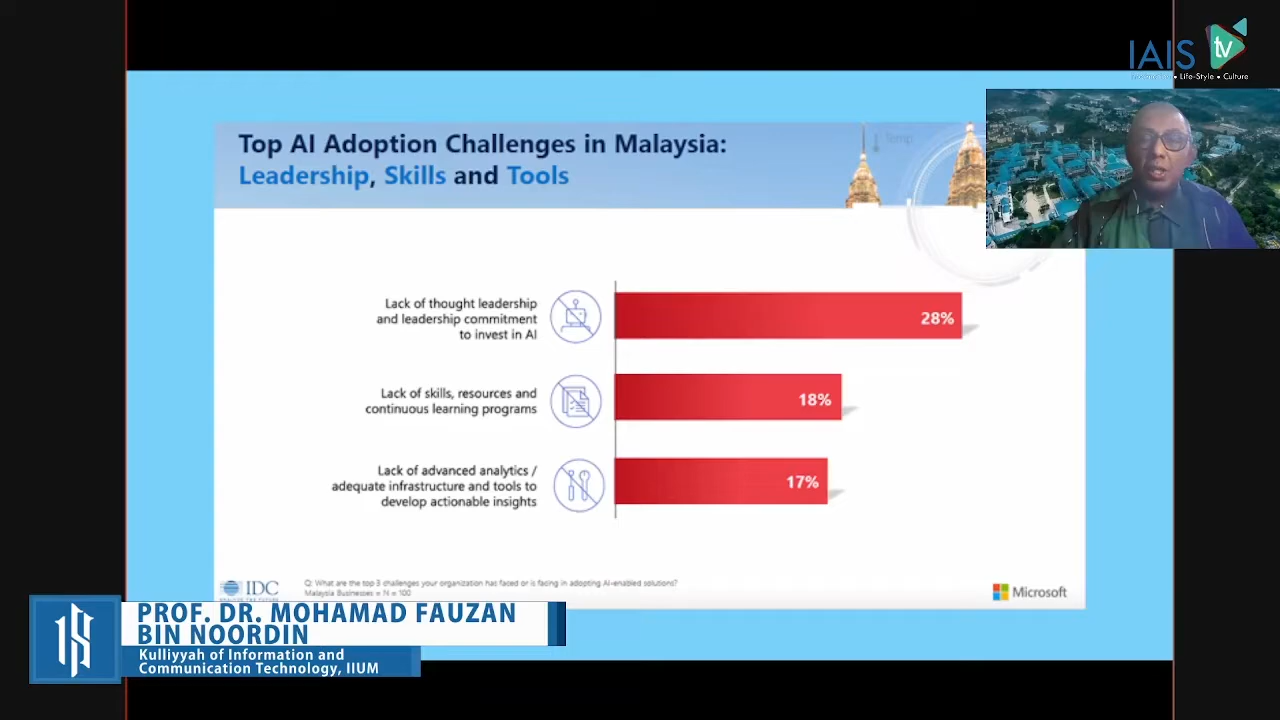 IAIS tv
• Life-Style • Culture
Top AI Adoption Challenges in Malaysia:
Leadership, Skills and Tools
Temp
Lack of thought leadership
and leadership commitment
to invest in AI
28%
Lack of skills, resources and
continuous learning programs
18%
Lack of advanced analytics /
adequate infrastructure and tools to
develop actionable insights
17%
IDC
Q: What are the top 3 challenges your organization has faced or is facing in adopting AI-enabled solutions?
Malaysia Businesses = N = 100
Microsoft
PROF. DR. MOHAMAD FAUZAN
BIN NOORDIN
Kulliyyah of Information and
Communication Technology, IIUM